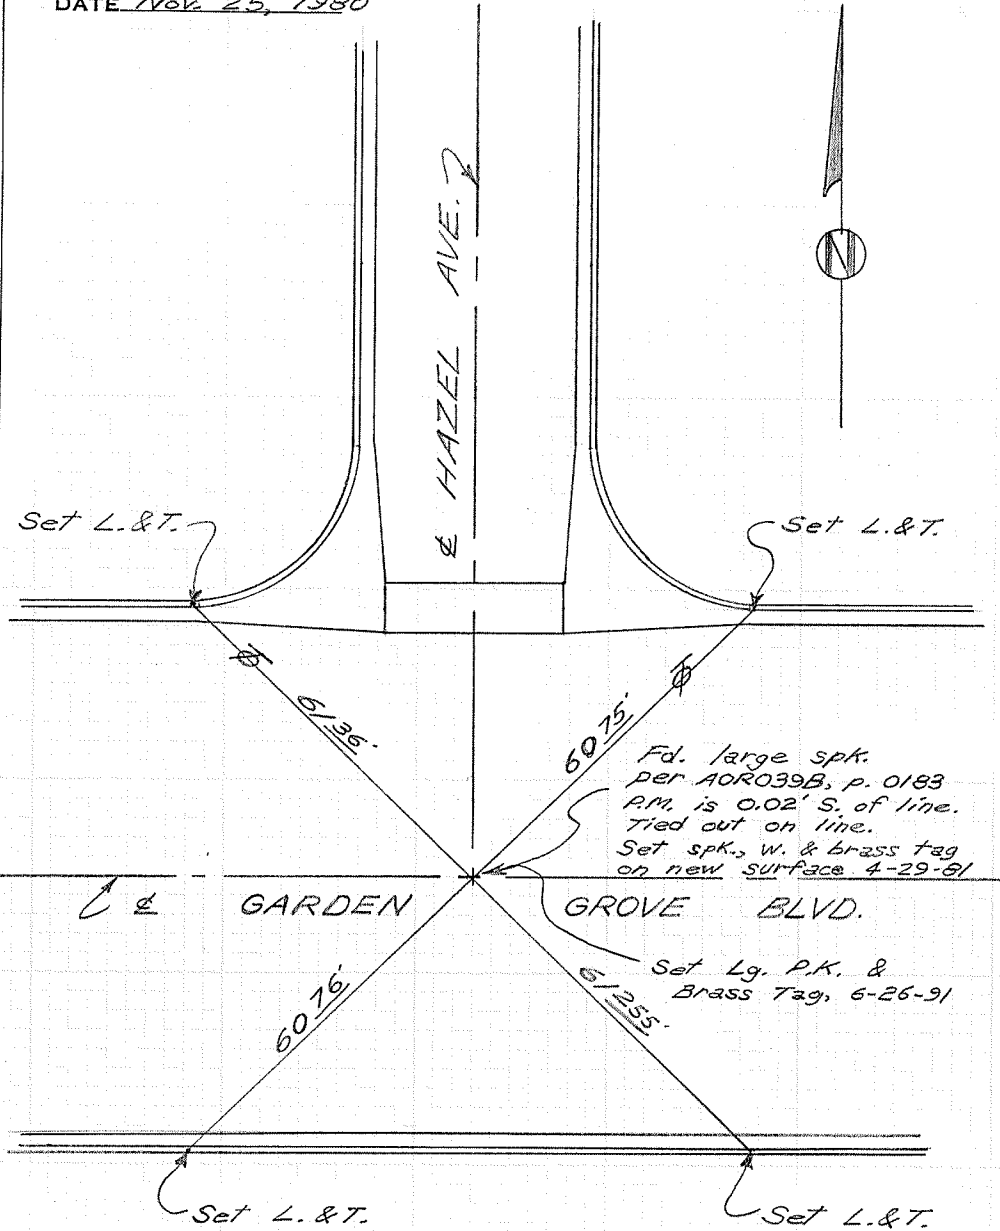 DATE Nov. 25, 1980
N
℄ HAZEL AVE.
Set L.&T.
Set L.&T.
61 36'
60 75'
Fd. large spk.
per AOR039B, p. 0183
P.M. is 0.02' S. of line.
Tied out on line.
Set spk., w. & brass tag
on new surface 4-29-81
℄ GARDEN GROVE BLVD.
Set Lg. P.K. &
Brass Tag, 6-26-91
60 76'
61 255'
Set L.&T.
Set L.&T.